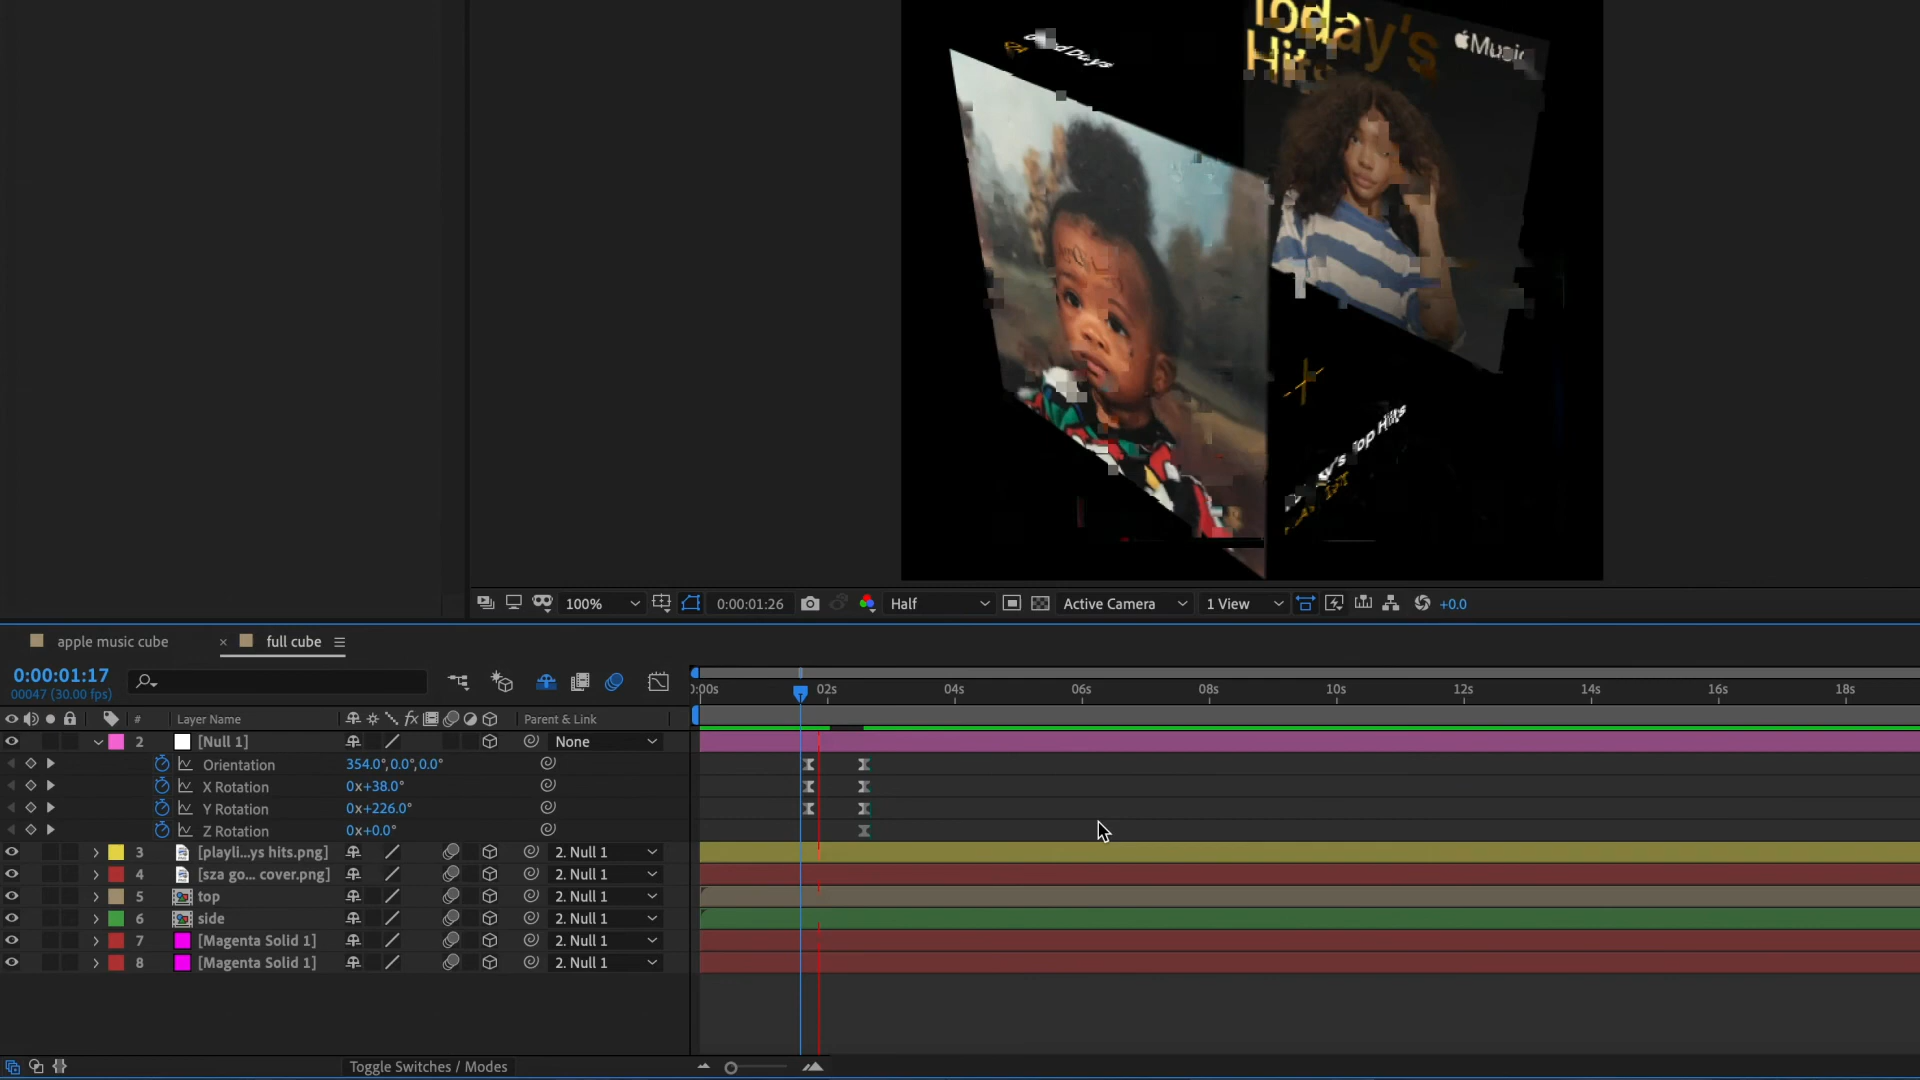 Today's
Hits
Music
Good Days
SZA
Top Hits
100%
0:00:01:26
Half
Active Camera
1 View
+0.0
apple music cube
× full cube
0:00:01:17
00047 (30.00 fps)
0:00s 02s 04s 06s 08s 10s 12s 14s 16s 18s
# Layer Name fx Parent & Link
2 [Null 1] None
Orientation 354.0°,0.0°,0.0°
X Rotation 0x+38.0°
Y Rotation 0x+226.0°
Z Rotation 0x+0.0°
3 [playli...ys hits.png] 2. Null 1
4 [sza go... cover.png] 2. Null 1
5 top 2. Null 1
6 side 2. Null 1
7 [Magenta Solid 1] 2. Null 1
8 [Magenta Solid 1] 2. Null 1
Toggle Switches / Modes